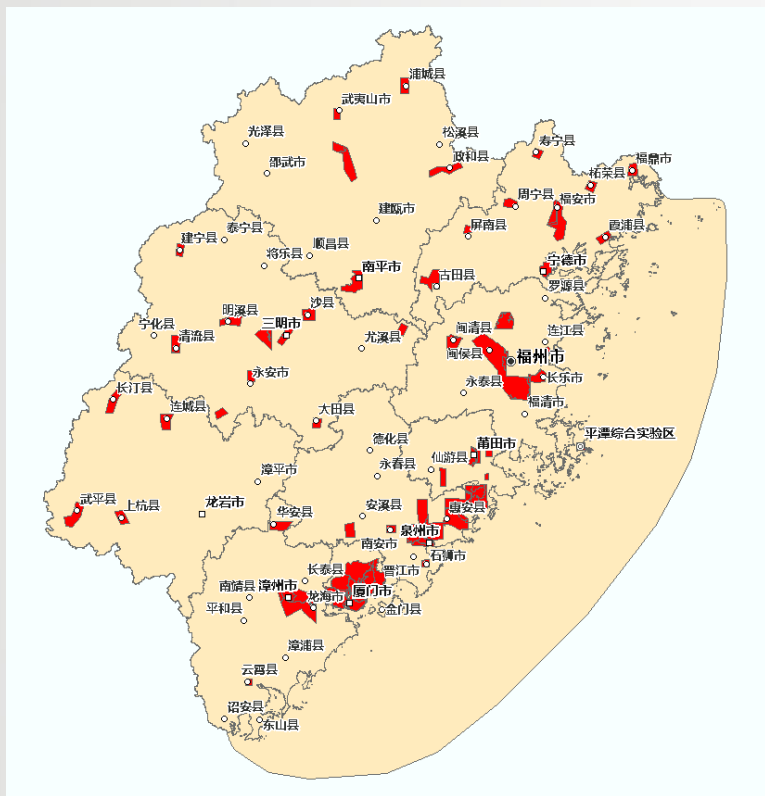 浦城县
武夷山市
光泽县
松溪县
寿宁县
邵武市
政和县
福鼎市
柘荣县
周宁县
福安市
建瓯市
泰宁县
屏南县
霞浦县
建宁县
顺昌县
将乐县
南平市
宁德市
古田县
罗源县
沙县
明溪县
宁化县
三明市
闽清县
连江县
清流县
尤溪县
闽侯县
福州市
永安市
永泰县
长乐市
长汀县
连城县
大田县
福清市
平潭综合实验区
德化县
莆田市
仙游县
永春县
漳平市
武平县
龙岩市
上杭县
华安县
安溪县
惠安县
泉州市
南安市
石狮市
长泰县
晋江市
南靖县
漳州市
龙海市
厦门市
平和县
金门县
漳浦县
云霄县
诏安县
东山县